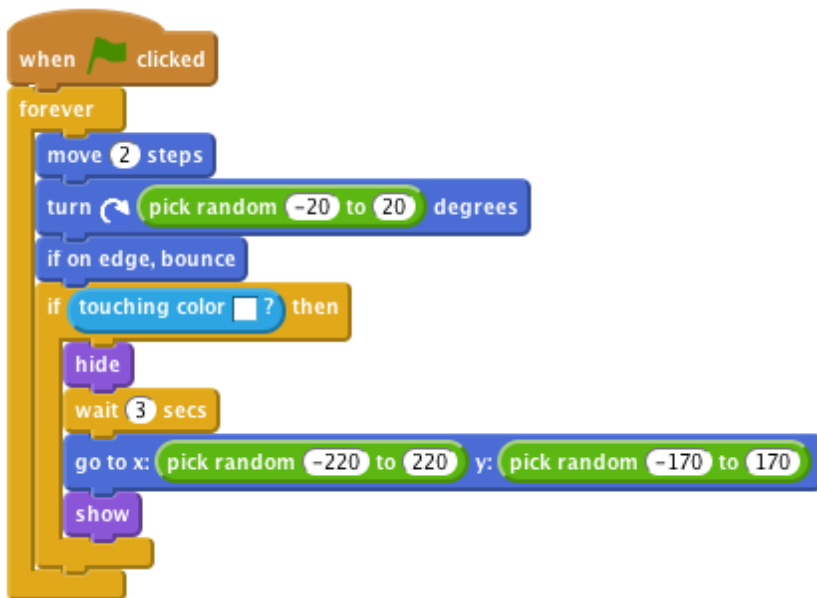 when clicked
forever
move 2 steps
turn pick random -20 to 20 degrees
if on edge, bounce
if touching color ? then
hide
wait 3 secs
go to x: pick random -220 to 220 y: pick random -170 to 170
show